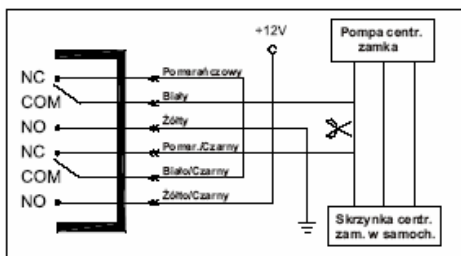 +12V
Pompa centr.
zamka
NC
Pomarańczowy
COM
Biały
NO
Żółty
NC
Pomar./Czarny
COM
Biało/Czarny
NO
Żółto/Czarny
Skrzynka centr.
zam. w samoch.